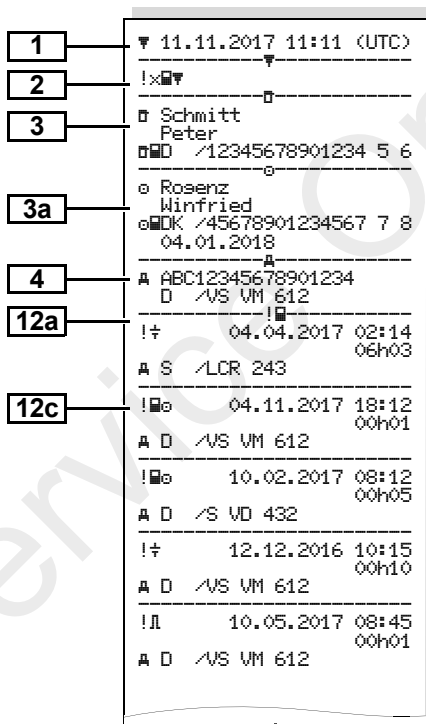 1
▼ 11.11.2017 11:11 (UTC)
2
!x▼
3
Schmitt
Peter
D /12345678901234 5 6
3a
Rogenz
Winfried
DK /45678901234567 7 8
04.01.2018
4
A ABC12345678901234
D /VS VM 612
!
12a
!÷ 04.04.2017 02:14
06h03
A S /LCR 243
12c
! 04.11.2017 18:12
00h01
A D /VS VM 612
! 10.02.2017 08:12
00h05
A D /S VD 432
!÷ 12.12.2016 10:15
00h10
A D /VS VM 612
! 10.05.2017 08:45
00h01
A D /VS VM 612